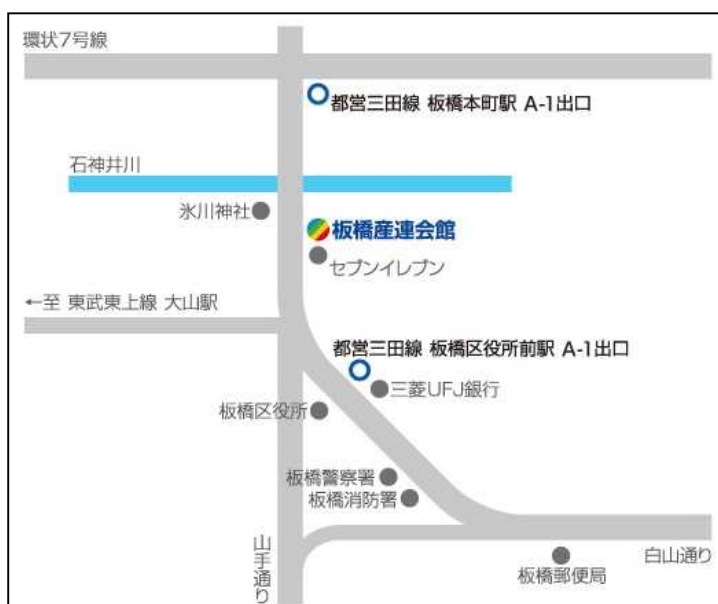 環状7号線
都営三田線 板橋本町駅 A-1出口
石神井川
氷川神社
板橋産連会館
セブンイレブン
←至 東武東上線 大山駅
都営三田線 板橋区役所前駅 A-1出口
三菱UFJ銀行
板橋区役所
板橋警察署
板橋消防署
山手通り
白山通り
板橋郵便局